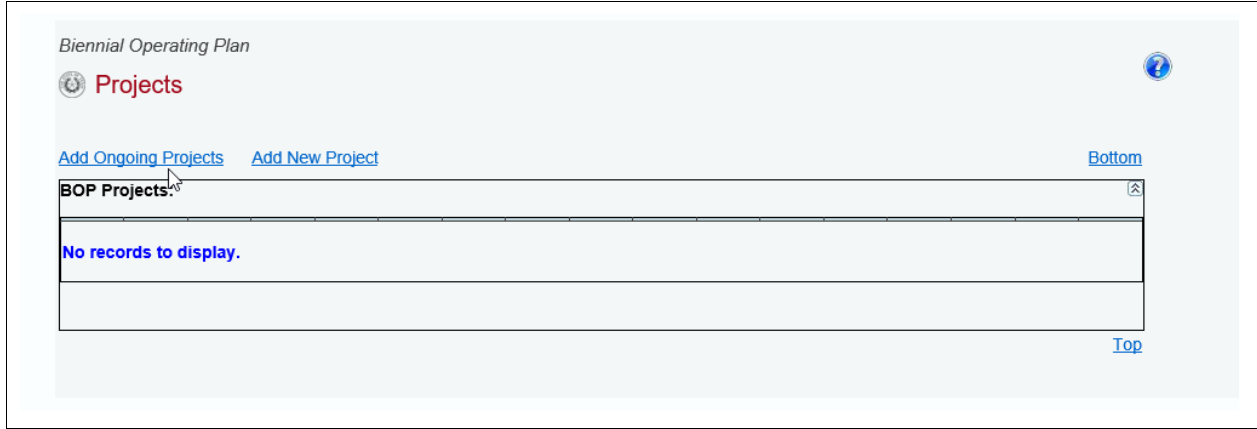 Biennial Operating Plan
Projects
Add Ongoing Projects Add New Project Bottom
BOP Projects:
No records to display.
Top